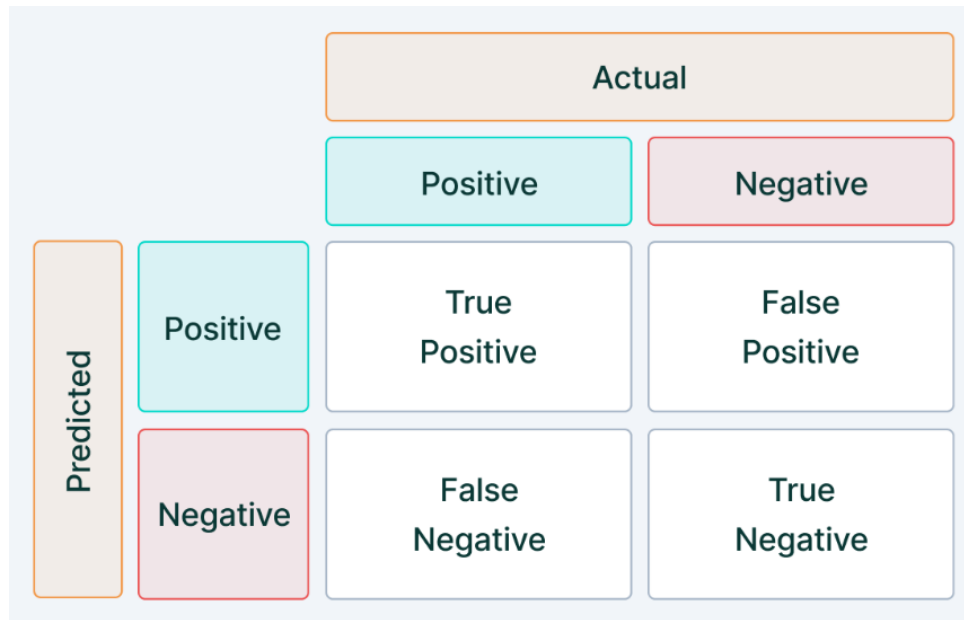 Actual
Positive
Negative
Predicted
Positive
True
Positive
False
Positive
Negative
False
Negative
True
Negative